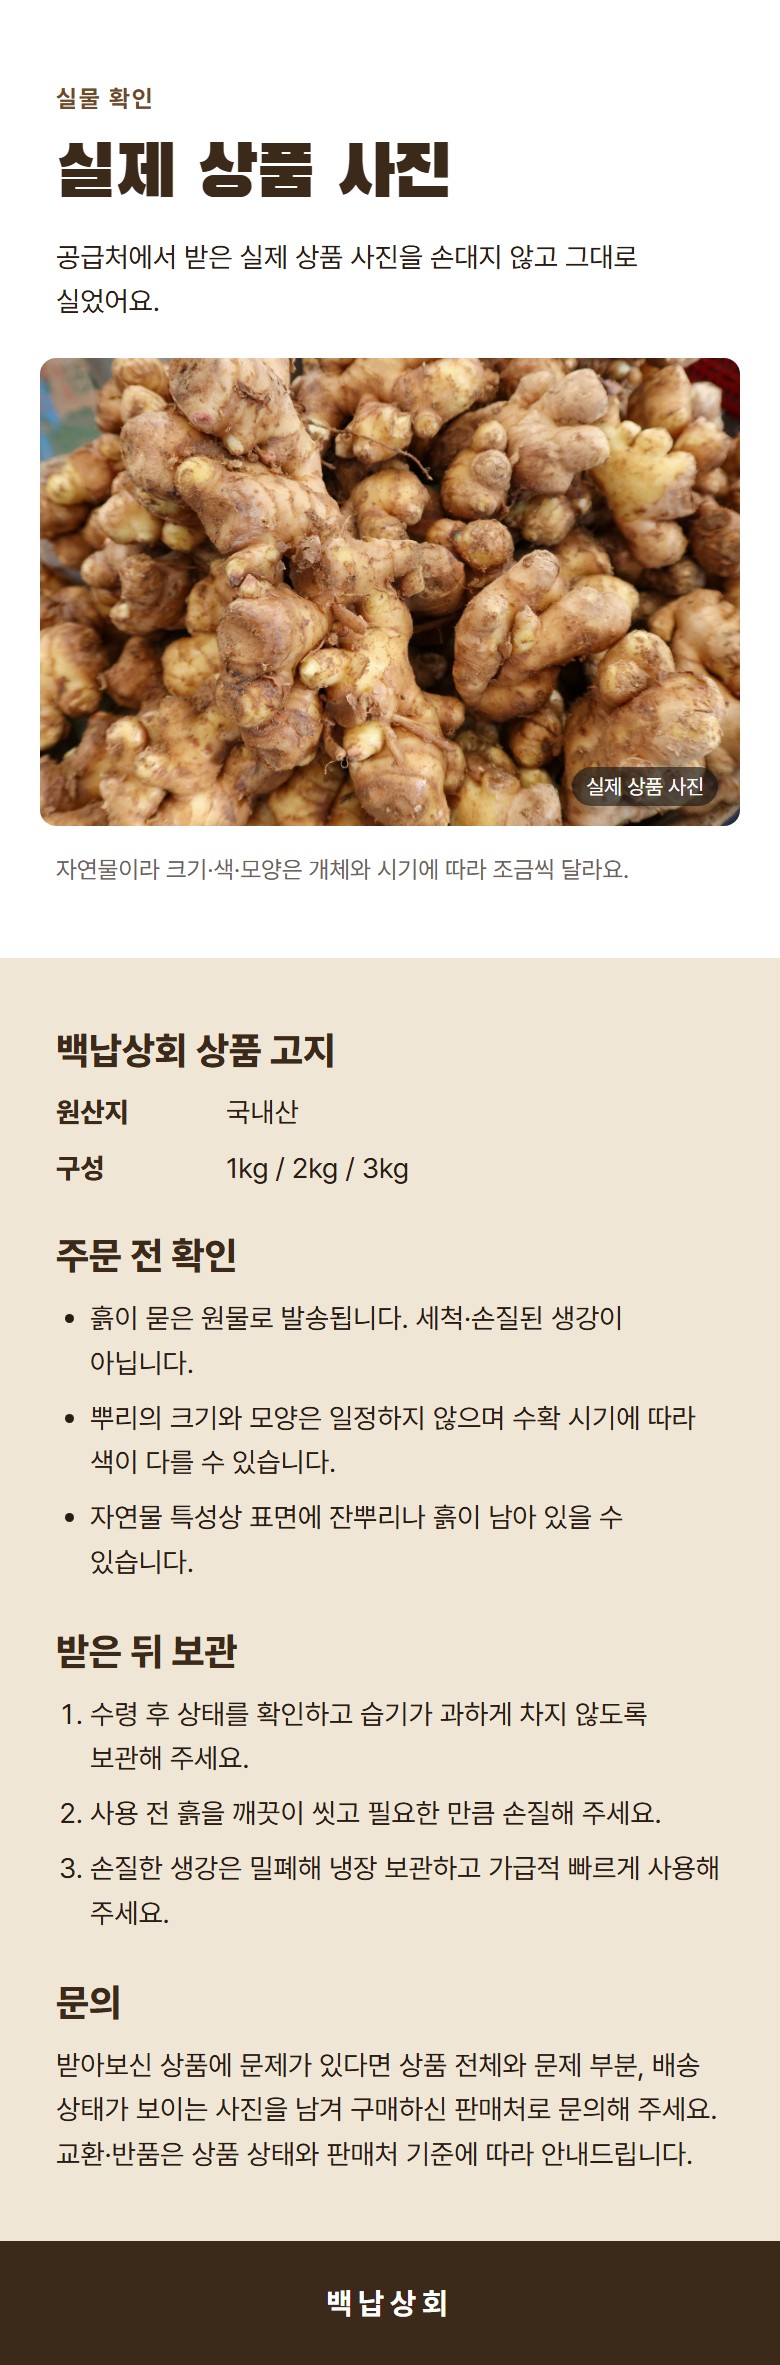 실물 확인
실제 상품 사진
공급처에서 받은 실제 상품 사진을 손대지 않고 그대로
실었어요.
실제 상품 사진
자연물이라 크기·색·모양은 개체와 시기에 따라 조금씩 달라요.
백납상회 상품 고지
원산지 국내산
구성 1kg / 2kg / 3kg
주문 전 확인
• 흙이 묻은 원물로 발송됩니다. 세척·손질된 생강이
아닙니다.
• 뿌리의 크기와 모양은 일정하지 않으며 수확 시기에 따라
색이 다를 수 있습니다.
• 자연물 특성상 표면에 잔뿌리나 흙이 남아 있을 수
있습니다.
받은 뒤 보관
1. 수령 후 상태를 확인하고 습기가 과하게 차지 않도록
보관해 주세요.
2. 사용 전 흙을 깨끗이 씻고 필요한 만큼 손질해 주세요.
3. 손질한 생강은 밀폐해 냉장 보관하고 가급적 빠르게 사용해
주세요.
문의
받아보신 상품에 문제가 있다면 상품 전체와 문제 부분, 배송
상태가 보이는 사진을 남겨 구매하신 판매처로 문의해 주세요.
교환·반품은 상품 상태와 판매처 기준에 따라 안내드립니다.
백납상회